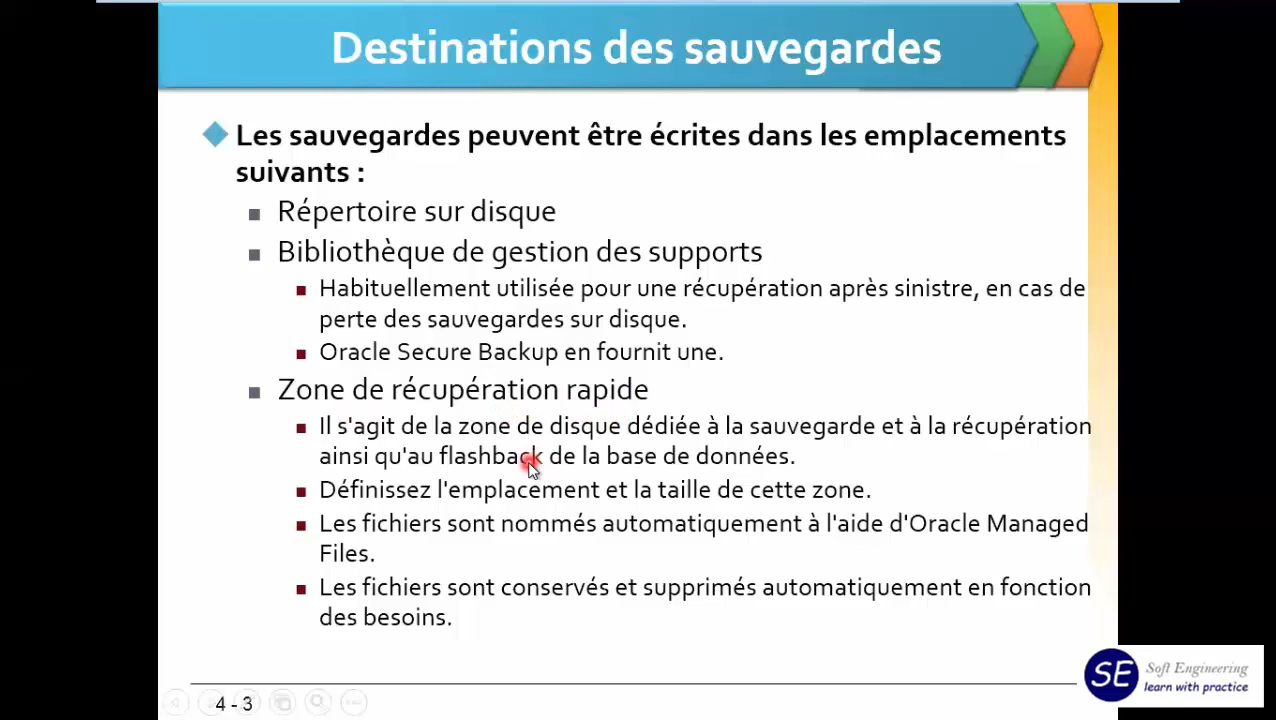 Destinations des sauvegardes
Les sauvegardes peuvent être écrites dans les emplacements
suivants :
Répertoire sur disque
Bibliothèque de gestion des supports
Habituellement utilisée pour une récupération après sinistre, en cas de
perte des sauvegardes sur disque.
Oracle Secure Backup en fournit une.
Zone de récupération rapide
Il s'agit de la zone de disque dédiée à la sauvegarde et à la récupération
ainsi qu'au flashback de la base de données.
Définissez l'emplacement et la taille de cette zone.
Les fichiers sont nommés automatiquement à l'aide d'Oracle Managed
Files.
Les fichiers sont conservés et supprimés automatiquement en fonction
des besoins.
4 - 3
SE Soft Engineering
learn with practice